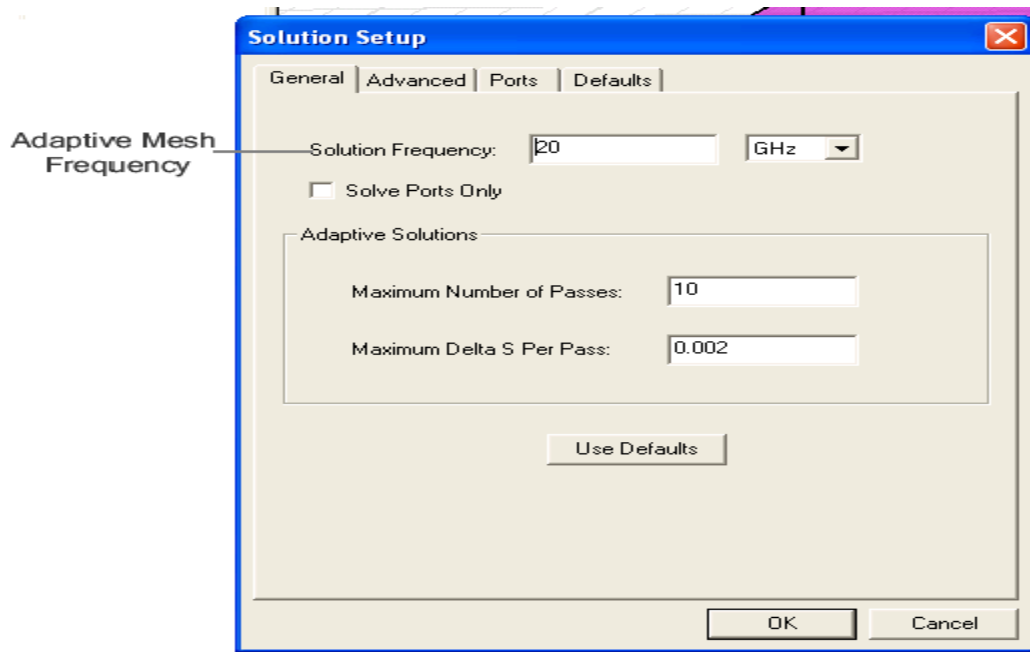 Solution Setup
General Advanced Ports Defaults
Adaptive Mesh
Frequency
Solution Frequency: 20 GHz
Solve Ports Only
Adaptive Solutions
Maximum Number of Passes: 10
Maximum Delta S Per Pass: 0.002
Use Defaults
OK Cancel